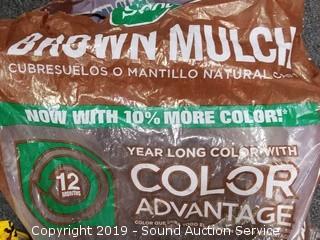 BROWN MULCH
CUBRESUELOS O MANTILLO NATURAL
NOW WITH 10% MORE COLOR!*
YEAR LONG COLOR WITH
12
MONTHS
COLOR
ADVANTAGE
Copyright 2019 - Sound Auction Service